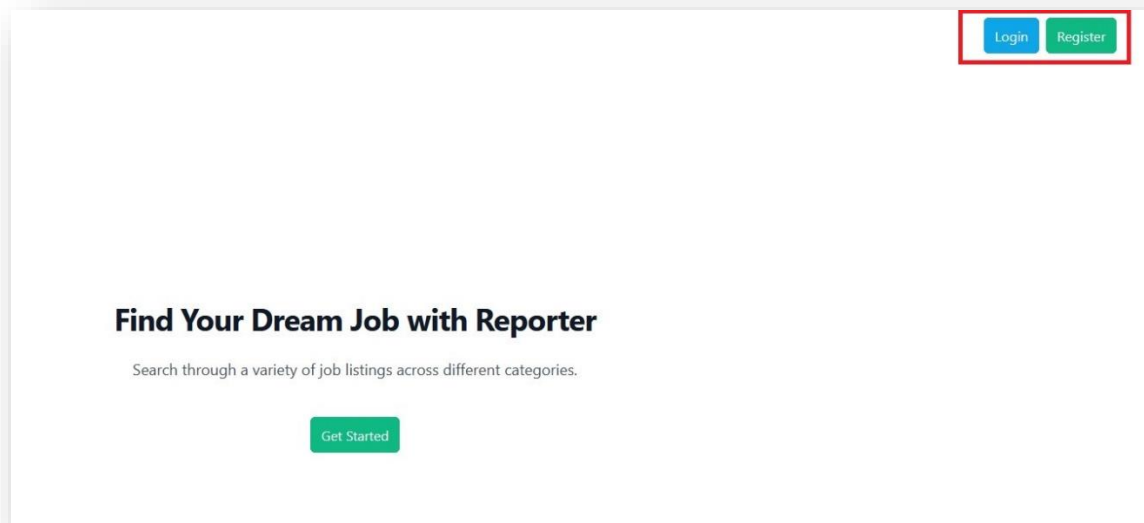 Login Register
Find Your Dream Job with Reporter
Search through a variety of job listings across different categories.
Get Started